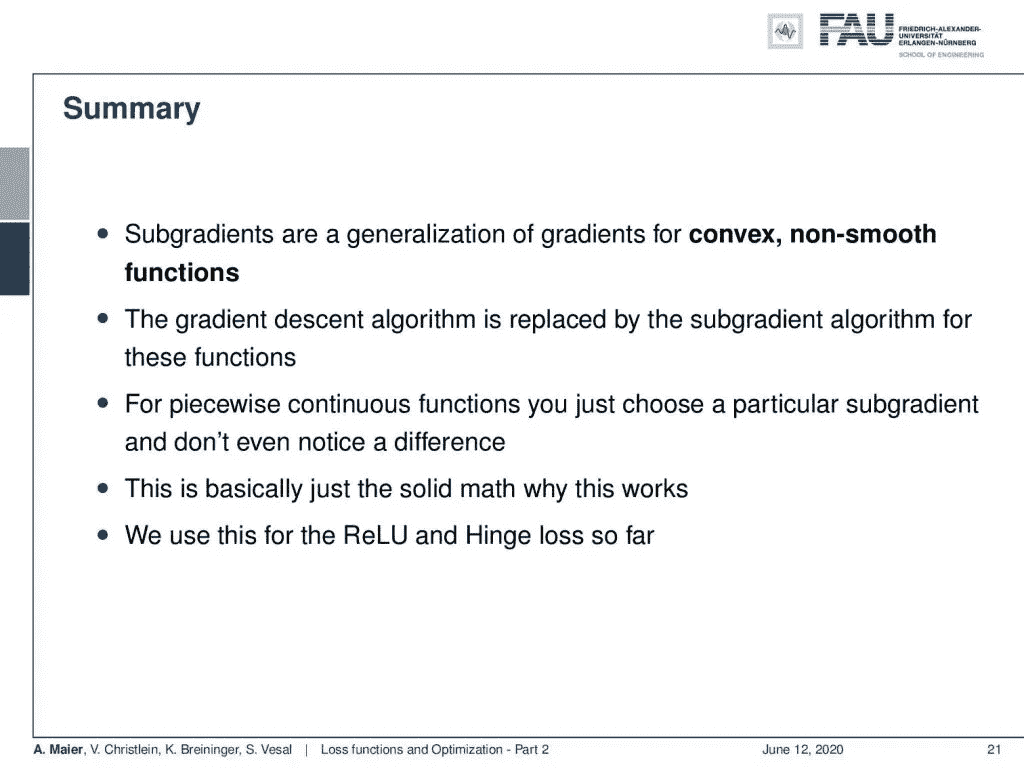 FAU
FRIEDRICH-ALEXANDER-
UNIVERSITÄT
ERLANGEN-NÜRNBERG
SCHOOL OF ENGINEERING
Summary
• Subgradients are a generalization of gradients for convex, non-smooth
functions
• The gradient descent algorithm is replaced by the subgradient algorithm for
these functions
• For piecewise continuous functions you just choose a particular subgradient
and don't even notice a difference
• This is basically just the solid math why this works
• We use this for the ReLU and Hinge loss so far
A. Maier, V. Christlein, K. Breininger, S. Vesal | Loss functions and Optimization - Part 2 June 12, 2020 21